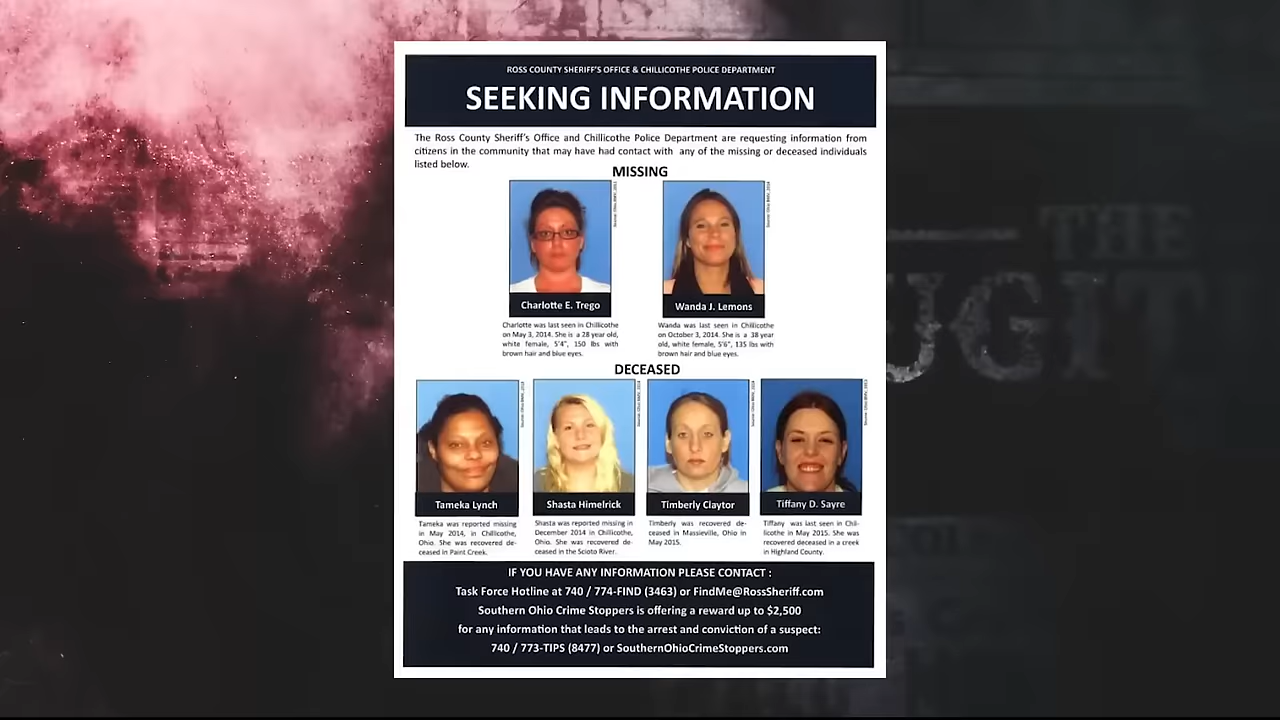 ROSS COUNTY SHERIFF'S OFFICE & CHILLICOTHE POLICE DEPARTMENT
SEEKING INFORMATION
The Ross County Sheriff's Office and Chillicothe Police Department are requesting information from
citizens in the community that may have had contact with any of the missing or deceased individuals
listed below.
MISSING
Charlotte E. Trego
Charlotte was last seen in Chillicothe
on May 3, 2014. She is a 28 year old,
white female, 5'4", 150 lbs with
brown hair and blue eyes.
Wanda J. Lemons
Wanda was last seen in Chillicothe
on October 3, 2014. She is a 38 year
old, white female, 5'6", 135 lbs with
brown hair and blue eyes.
DECEASED
Tameka Lynch
Tameka was reported missing
in May 2014, in Chillicothe,
Ohio. She was recovered de-
ceased in Paint Creek.
Shasta Himelrick
Shasta was reported missing in
December 2014 in Chillicothe,
Ohio. She was recovered de-
ceased in the Scioto River.
Timberly Claytor
Timberly was recovered de-
ceased in Massieville, Ohio in
May 2015.
Tiffany D. Sayre
Tiffany was last seen in Chil-
licothe in May 2015. She was
recovered deceased in a creek
in Highland County.
IF YOU HAVE ANY INFORMATION PLEASE CONTACT :
Task Force Hotline at 740 / 774-FIND (3463) or FindMe@RossSheriff.com
Southern Ohio Crime Stoppers is offering a reward up to $2,500
for any information that leads to the arrest and conviction of a suspect:
740 / 773-TIPS (8477) or SouthernOhioCrimeStoppers.com
THE